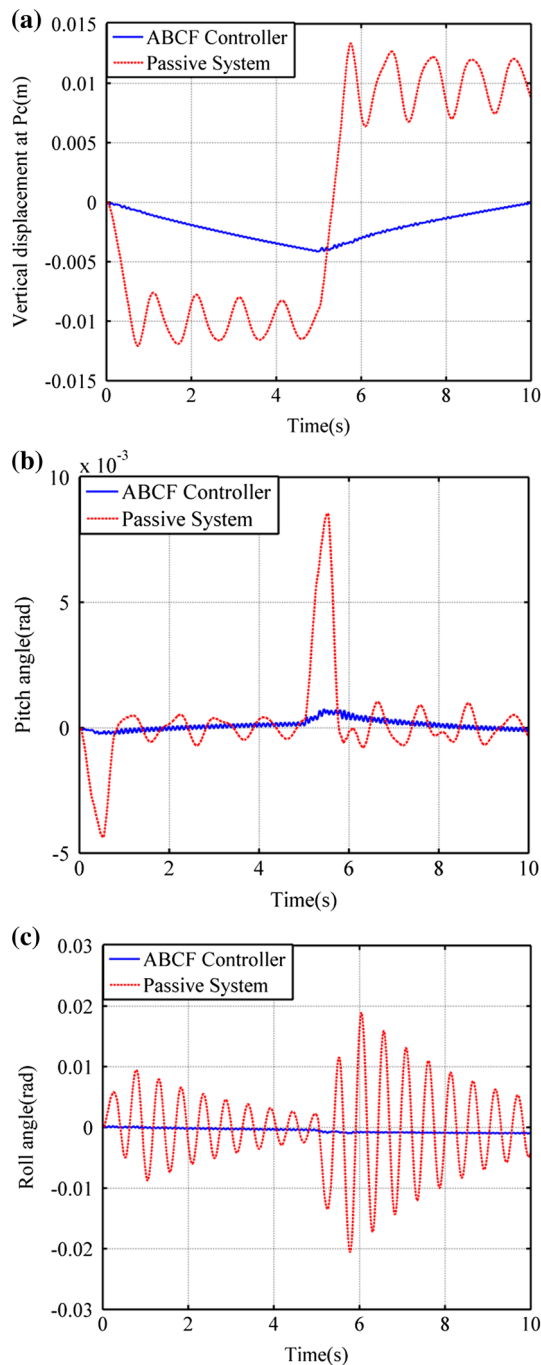 (a)
ABCF Controller
Passive System
0.015
0.01
0.005
0
-0.005
-0.01
-0.015
Vertical displacement at Pc(m)
0 2 4 6 8 10
Time(s)
(b)
x 10-3
ABCF Controller
Passive System
10
5
0
-5
Pitch angle(rad)
0 2 4 6 8 10
Time(s)
(c)
ABCF Controller
Passive System
0.03
0.02
0.01
0
-0.01
-0.02
-0.03
Roll angle(rad)
0 2 4 6 8 10
Time(s)